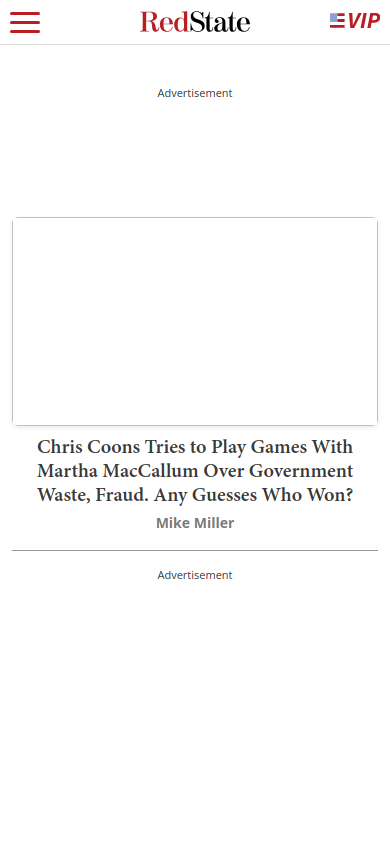 RedState
VIP
Advertisement
Chris Coons Tries to Play Games With
Martha MacCallum Over Government
Waste, Fraud. Any Guesses Who Won?
Mike Miller
Advertisement